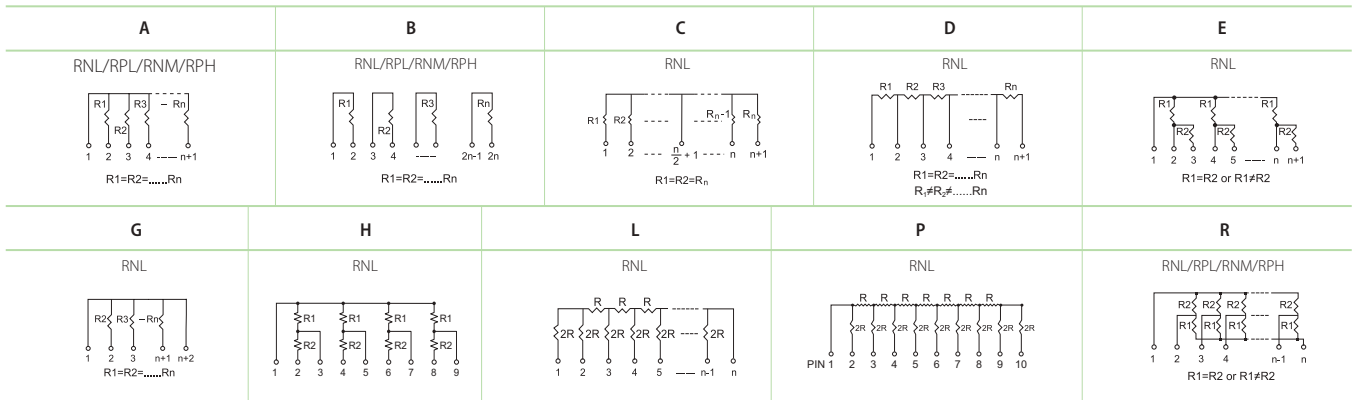 A B C D E
RNL/RPL/RNM/RPH RNL/RPL/RNM/RPH RNL RNL RNL
R1 R2 R3 – Rn
1 2 3 4 ---- n+1
R1=R2=......Rn
R1 R2 R3 Rn
1 2 3 4 ---- 2n-1 2n
R1 R2 ---- ---- Rn-1 Rn
1 2 ---- n/2 + 1 ---- n n+1
R1=R2=Rn
R1 R2 R3 ---- Rn
1 2 3 4 ---- n n+1
R1=R2=......Rn
R1≠R2≠......Rn
R1 R1 R1
R2 R2 R2
1 2 3 4 5 ---- n n+1
R1=R2 or R1≠R2
G H L P R
RNL RNL RNL RNL RNL/RPL/RNM/RPH
R2 R3 –Rn
1 2 3 n+1 n+2
R1=R2=......Rn
R1 R1 R1 R1
R2 R2 R2 R2
1 2 3 4 5 6 7 8 9
R R R
2R 2R 2R 2R 2R ---- 2R
1 2 3 4 5 ---- n-1 n
R R R R R R R
2R 2R 2R 2R 2R 2R 2R 2R 2R
PIN 1 2 3 4 5 6 7 8 9 10
R2 R2 R2 R2
R1 R1 R1 R1
1 2 3 4 n-1 n
R1=R2 or R1≠R2